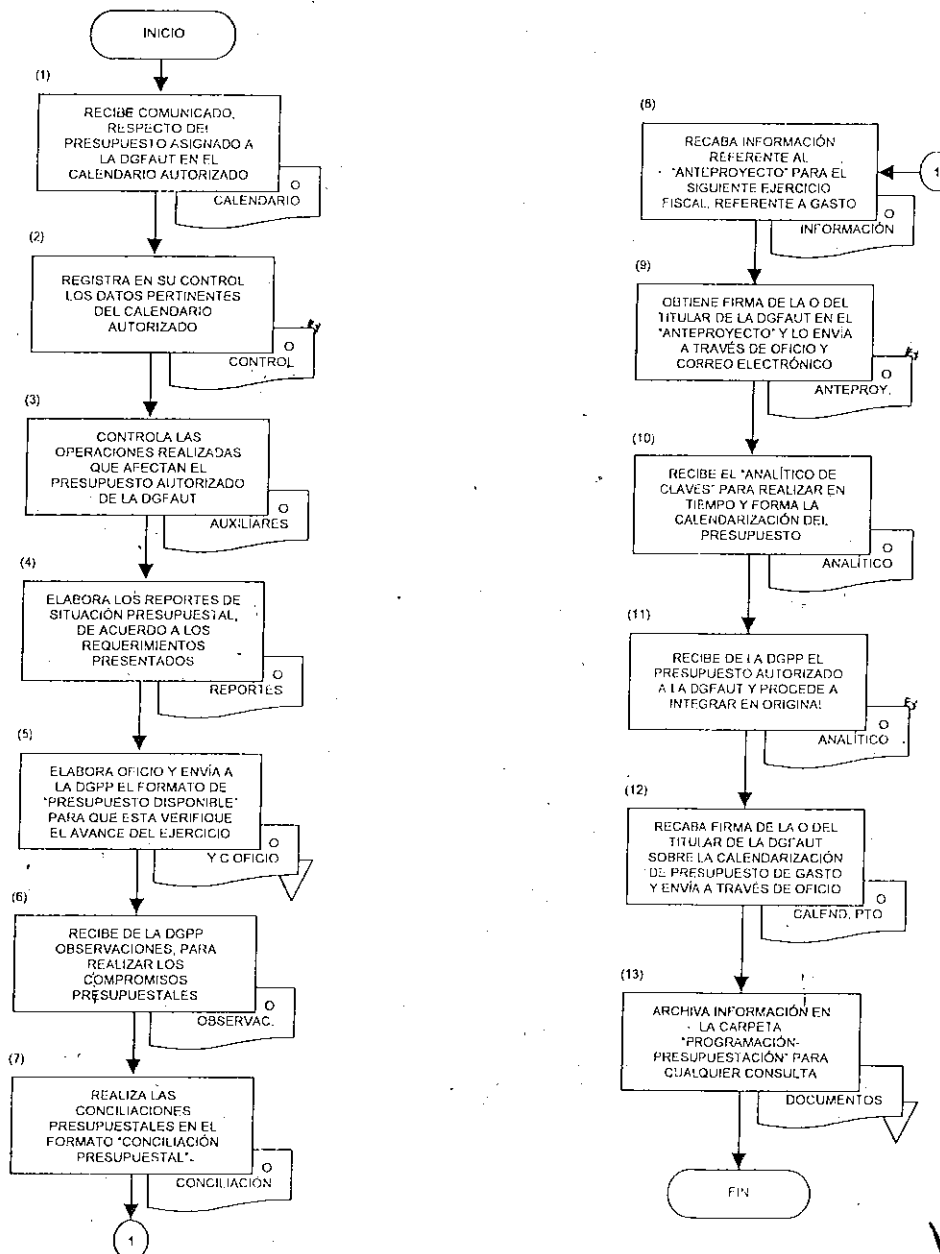 INICIO
(1)
RECIBE COMUNICADO,
RESPECTO DEL
PRESUPUESTO ASIGNADO A
LA DGFAUT EN EL
CALENDARIO AUTORIZADO
O
CALENDARIO
(2)
REGISTRA EN SU CONTROL
LOS DATOS PERTINENTES
DEL CALENDARIO
AUTORIZADO
O
CONTROL
(3)
CONTROLA LAS
OPERACIONES REALIZADAS
QUE AFECTAN EL
PRESUPUESTO AUTORIZADO
DE LA DGFAUT
O
AUXILIARES
(4)
ELABORA LOS REPORTES DE
SITUACIÓN PRESUPUESTAL,
DE ACUERDO A LOS
REQUERIMIENTOS
PRESENTADOS
O
REPORTES
(5)
ELABORA OFICIO Y ENVÍA A
LA DGPP EL FORMATO DE
"PRESUPUESTO DISPONIBLE"
PARA QUE ESTA VERIFIQUE
EL AVANCE DEL EJERCICIO
O
Y C OFICIO
(6)
RECIBE DE LA DGPP
OBSERVACIONES, PARA
REALIZAR LOS
COMPROMISOS
PRESUPUESTALES
O
OBSERVAC.
(7)
REALIZA LAS
CONCILIACIONES
PRESUPUESTALES EN EL
FORMATO "CONCILIACIÓN
PRESUPUESTAL".
O
CONCILIACIÓN
1
(8)
RECABA INFORMACIÓN
REFERENTE AL
"ANTEPROYECTO" PARA EL
SIGUIENTE EJERCICIO
FISCAL, REFERENTE A GASTO
1
O
INFORMACIÓN
(9)
OBTIENE FIRMA DE LA O DEL
TITULAR DE LA DGFAUT EN EL
"ANTEPROYECTO" Y LO ENVÍA
A TRAVÉS DE OFICIO Y
CORREO ELECTRÓNICO
O
ANTEPROY.
(10)
RECIBE EL "ANALÍTICO DE
CLAVES" PARA REALIZAR EN
TIEMPO Y FORMA LA
CALENDARIZACIÓN DEL
PRESUPUESTO
O
ANALÍTICO
(11)
RECIBE DE LA DGPP EL
PRESUPUESTO AUTORIZADO
A LA DGFAUT Y PROCEDE A
INTEGRAR EN ORIGINAL
O
ANALÍTICO
(12)
RECABA FIRMA DE LA O DEL
TITULAR DE LA DGFAUT
SOBRE LA CALENDARIZACIÓN
DE PRESUPUESTO DE GASTO
Y ENVÍA A TRAVÉS DE OFICIO
O
CALEND. PTO
(13)
ARCHIVA INFORMACIÓN EN
LA CARPETA
"PROGRAMACIÓN-
PRESUPUESTACIÓN" PARA
CUALQUIER CONSULTA
DOCUMENTOS
FIN